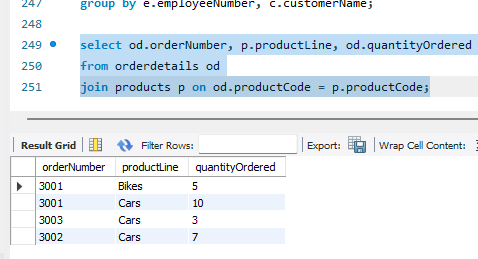 247 group by e.employeeNumber, c.customerName;
248
249 select od.orderNumber, p.productLine, od.quantityOrdered
250 from orderdetails od
251 join products p on od.productCode = p.productCode;
Result Grid Filter Rows: Export: Wrap Cell Content:
orderNumber productLine quantityOrdered
3001 Bikes 5
3001 Cars 10
3003 Cars 3
3002 Cars 7